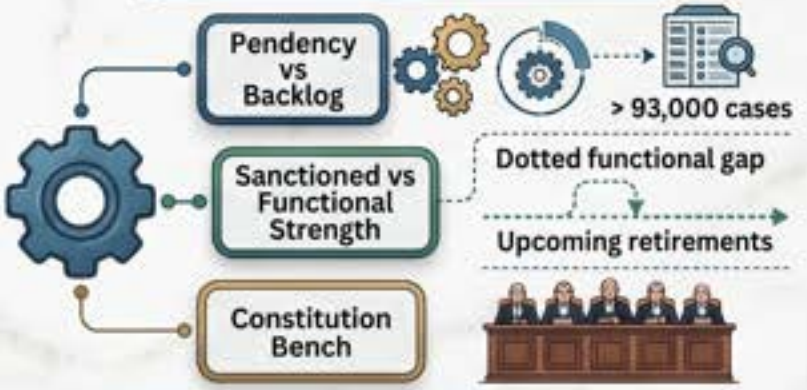 Pendency
vs
Backlog
> 93,000 cases
Sanctioned vs
Functional
Strength
Dotted functional gap
Upcoming retirements
Constitution
Bench